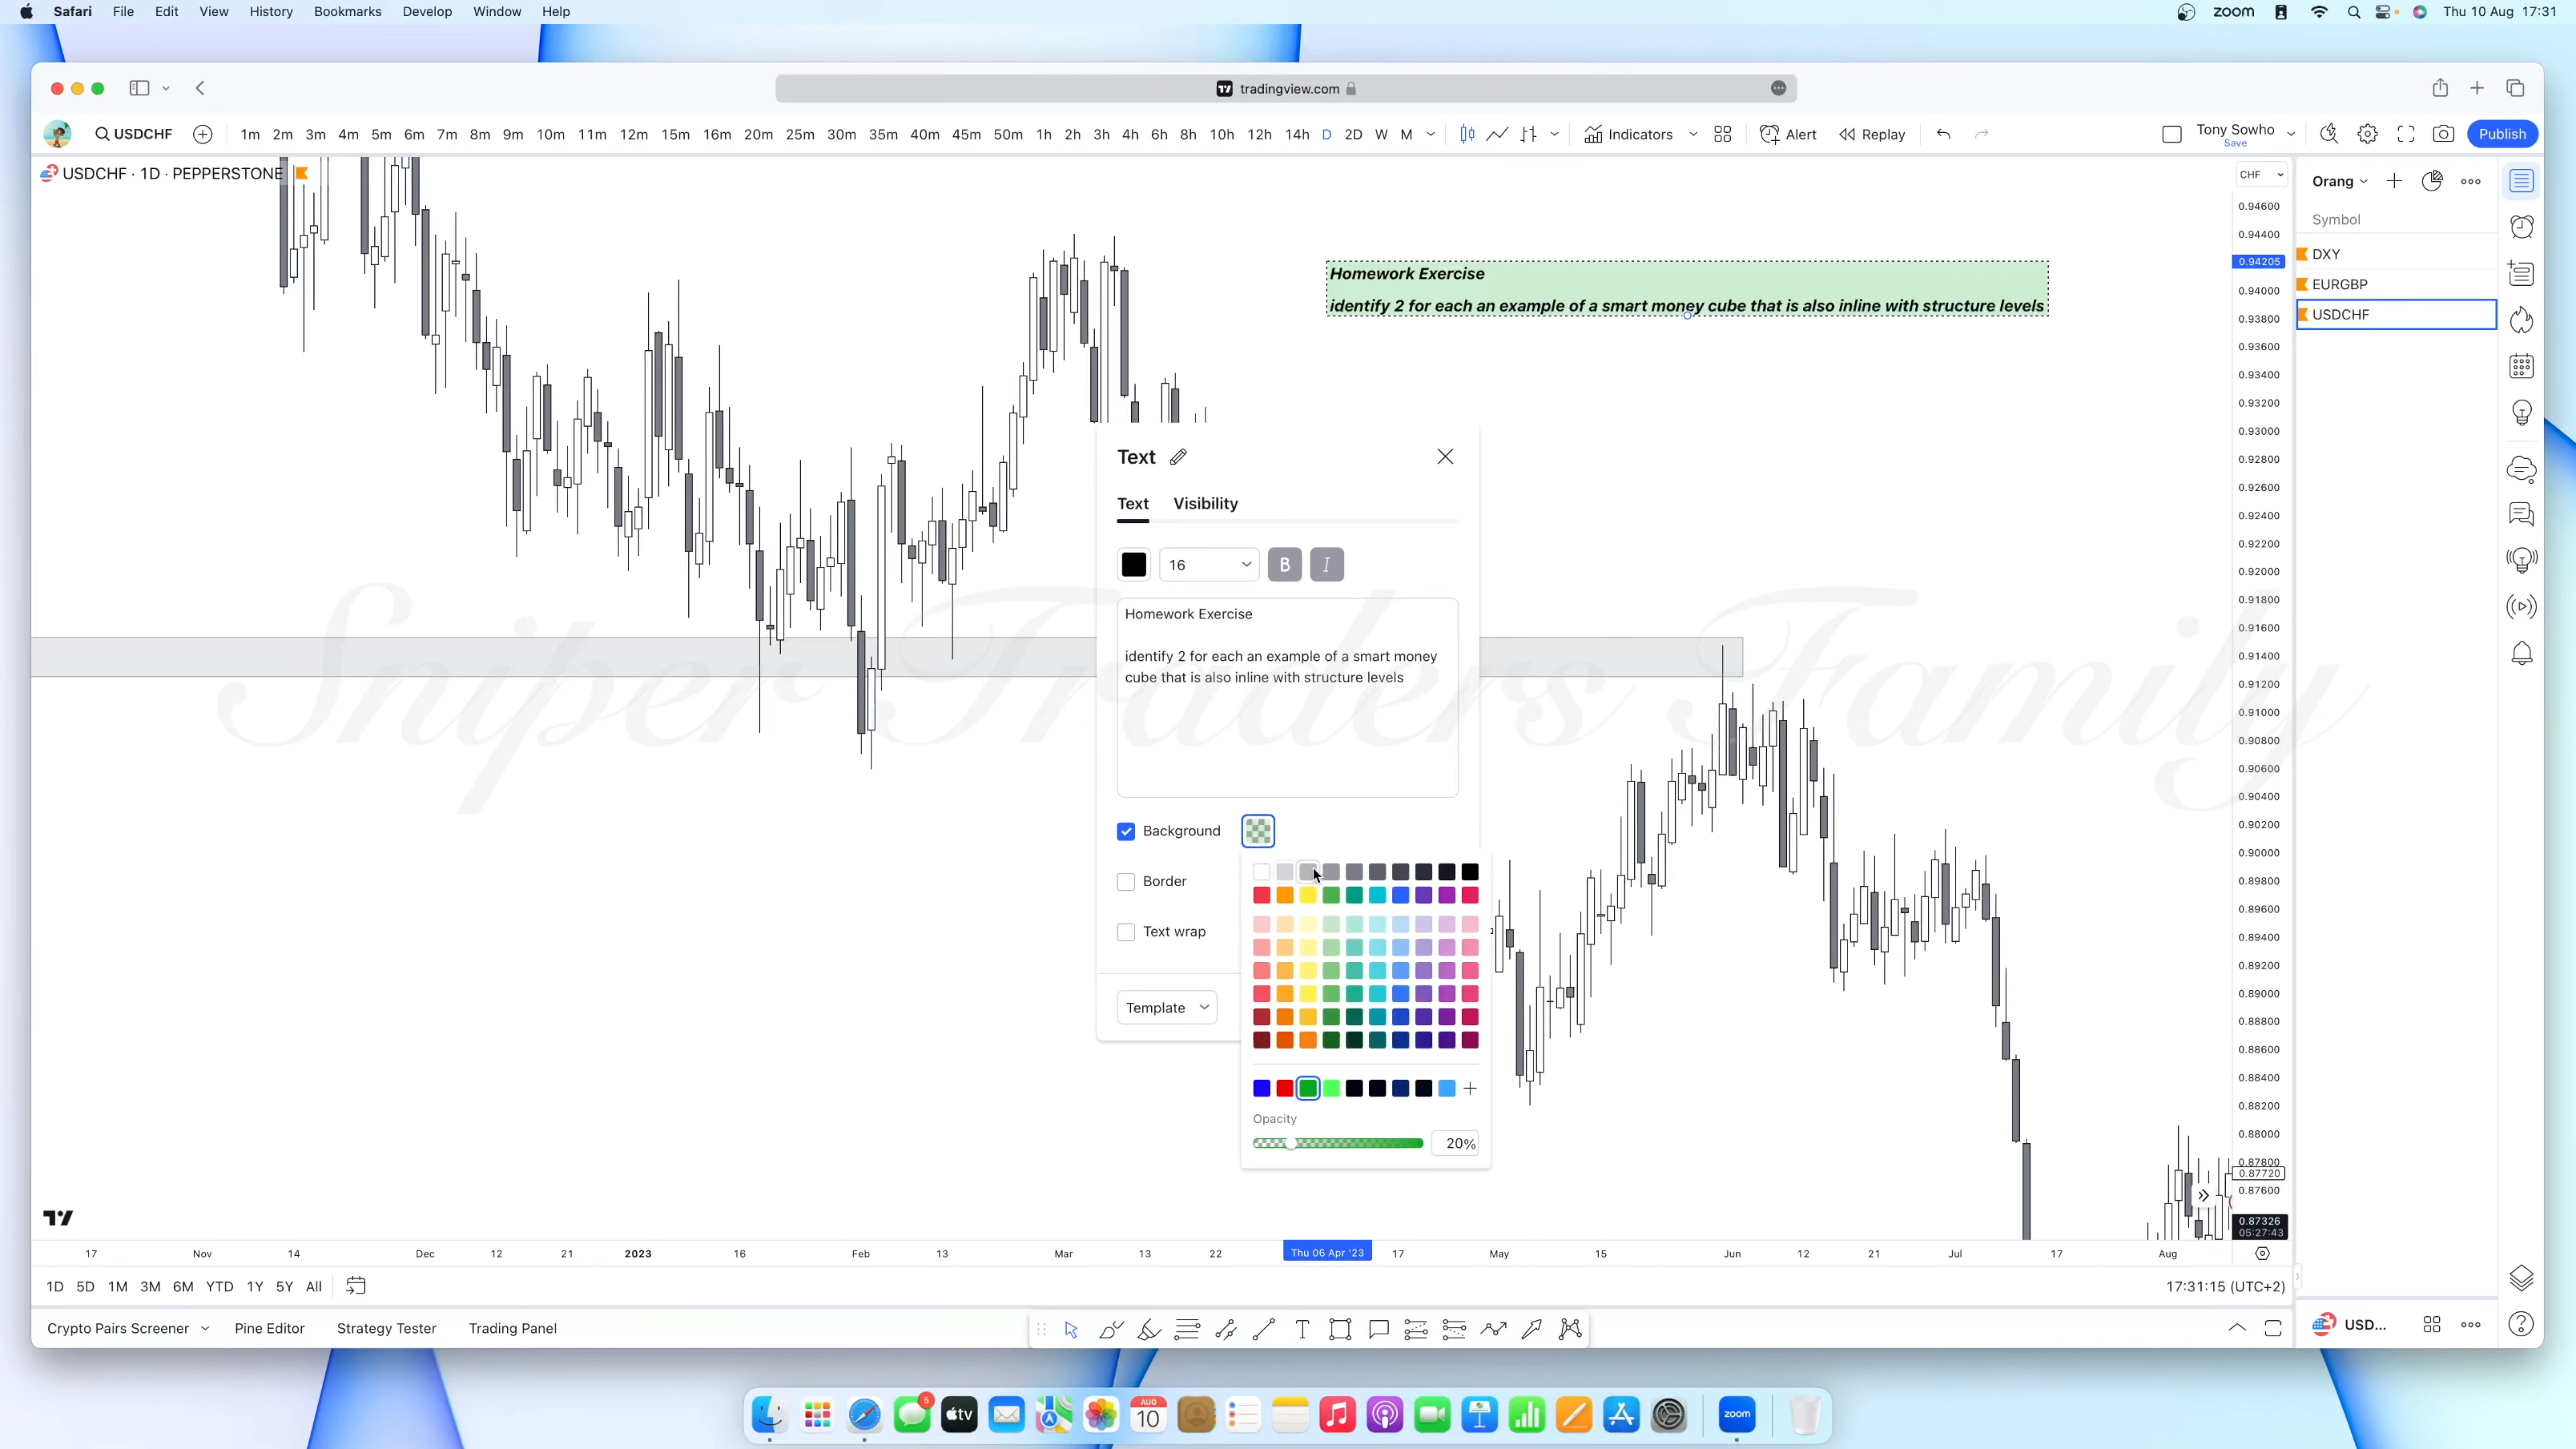 Safari File Edit View History Bookmarks Develop Window Help zoom Thu 10 Aug 17:31
tradingview.com
USDCHF 1m 2m 3m 4m 5m 6m 7m 8m 9m 10m 11m 12m 15m 16m 20m 25m 30m 35m 40m 45m 50m 1h 2h 3h 4h 6h 8h 10h 12h 14h D 2D W M Indicators Alert Replay Tony Sowho Publish
Save
USDCHF · 1D · PEPPERSTONE
CHF
Orang
Symbol
DXY
EURGBP
USDCHF
Homework Exercise
identify 2 for each an example of a smart money cube that is also inline with structure levels
0.94600
0.94400
0.94205
0.94000
0.93800
0.93600
0.93400
0.93200
0.93000
0.92800
0.92600
0.92400
0.92200
0.92000
0.91800
0.91600
0.91400
0.91200
0.91000
0.90800
0.90600
0.90400
0.90200
0.90000
0.89800
0.89600
0.89400
0.89200
0.89000
0.88800
0.88600
0.88400
0.88200
0.88000
0.87800
0.87720
0.87600
0.87326
05:27:43
Sniper Traders Family
Text
Text Visibility
16 B I
Homework Exercise
identify 2 for each an example of a smart money
cube that is also inline with structure levels
Background
Border
Text wrap
Template
Opacity
20%
17 Nov 14 Dec 12 21 2023 16 Feb 13 Mar 13 22 Thu 06 Apr '23 17 May 15 Jun 12 21 Jul 17 Aug
1D 5D 1M 3M 6M YTD 1Y 5Y All 17:31:15 (UTC+2)
Crypto Pairs Screener Pine Editor Strategy Tester Trading Panel USD...
5
tv
AUG
10
zoom